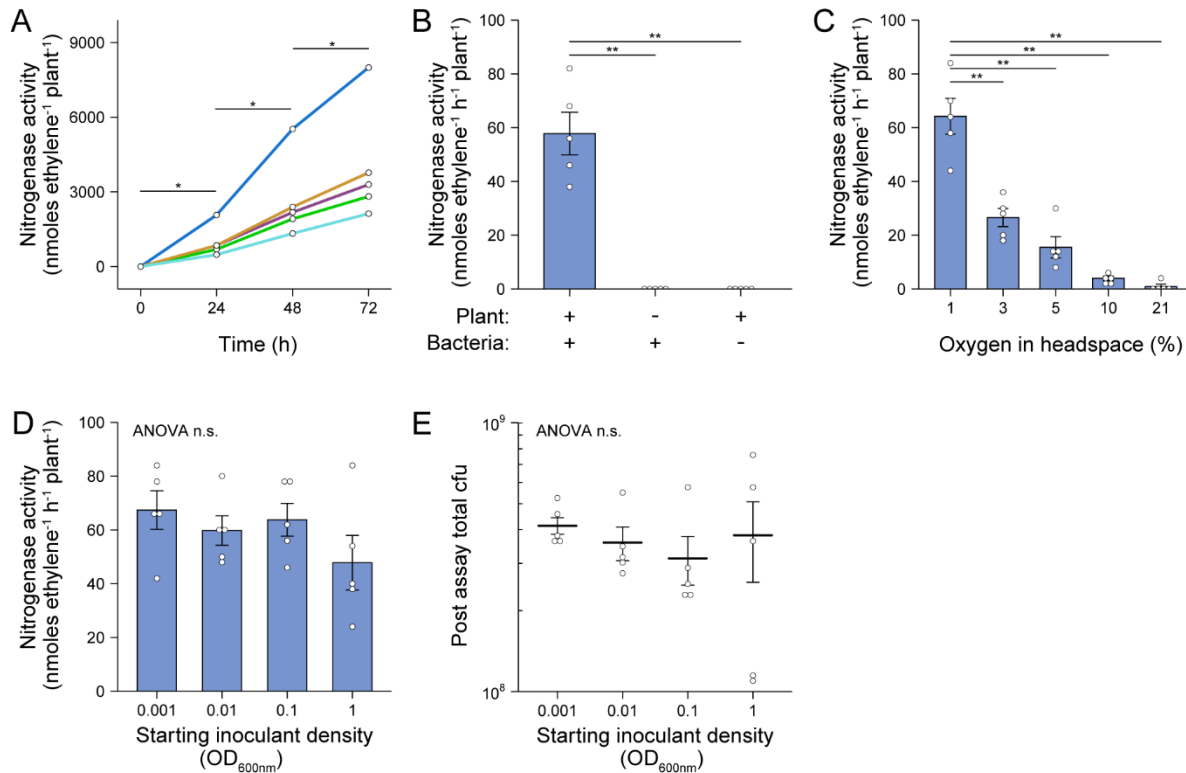 A
Nitrogenase activity
(nmoles ethylene⁻¹ h⁻¹ plant⁻¹)
9000
6000
3000
0
*
*
*
0 24 48 72
Time (h)
B
Nitrogenase activity
(nmoles ethylene⁻¹ h⁻¹ plant⁻¹)
100
80
60
40
20
0
**
**
Plant: + - +
Bacteria: + + -
C
Nitrogenase activity
(nmoles ethylene⁻¹ h⁻¹ plant⁻¹)
100
80
60
40
20
0
**
**
**
**
1 3 5 10 21
Oxygen in headspace (%)
D
ANOVA n.s.
Nitrogenase activity
(nmoles ethylene⁻¹ h⁻¹ plant⁻¹)
100
80
60
40
20
0
0.001 0.01 0.1 1
Starting inoculant density
(OD₆₀₀ₙₘ)
E
ANOVA n.s.
Post assay total cfu
10⁹
10⁸
0.001 0.01 0.1 1
Starting inoculant density
(OD₆₀₀ₙₘ)